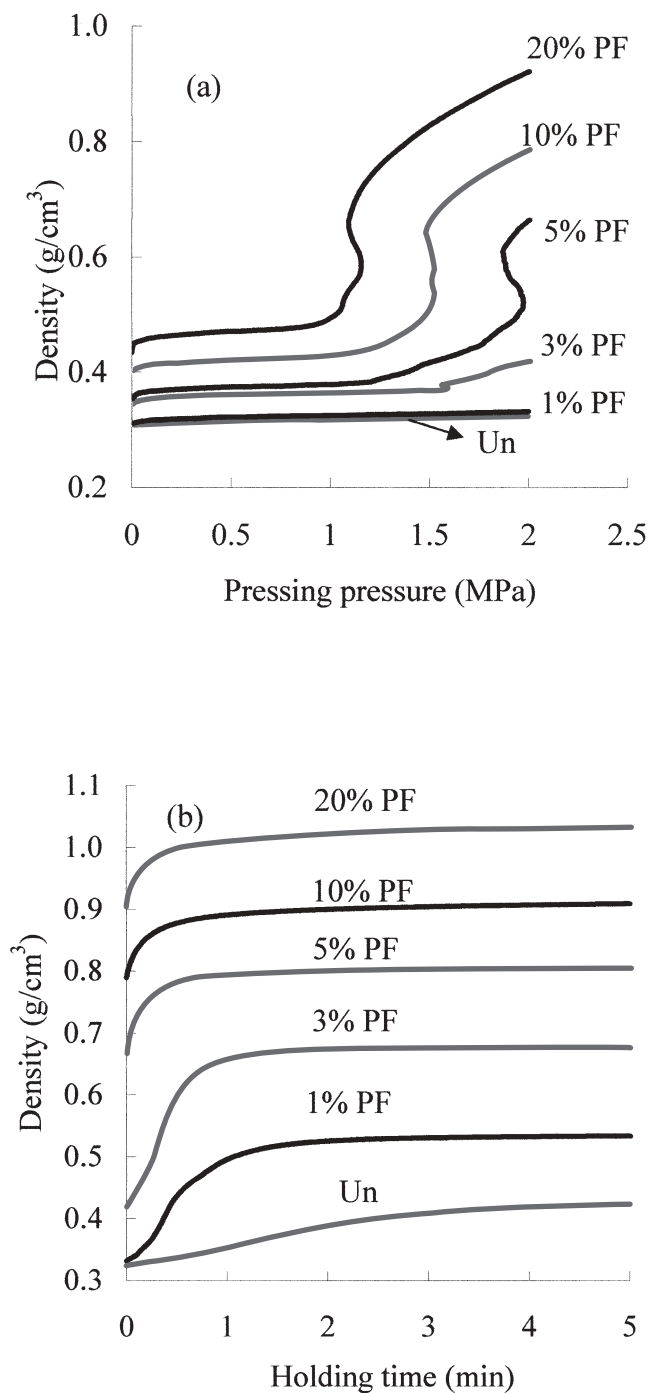 1.0
20% PF
(a)
10% PF
0.8
5% PF
0.6
3% PF
0.4
1% PF
Un
0.2
0 0.5 1 1.5 2 2.5
Density (g/cm³)
Pressing pressure (MPa)
1.1
20% PF
(b)
1.0
10% PF
0.9
5% PF
0.8
3% PF
0.7
0.6
1% PF
0.5
Un
0.4
0.3
0 1 2 3 4 5
Density (g/cm³)
Holding time (min)